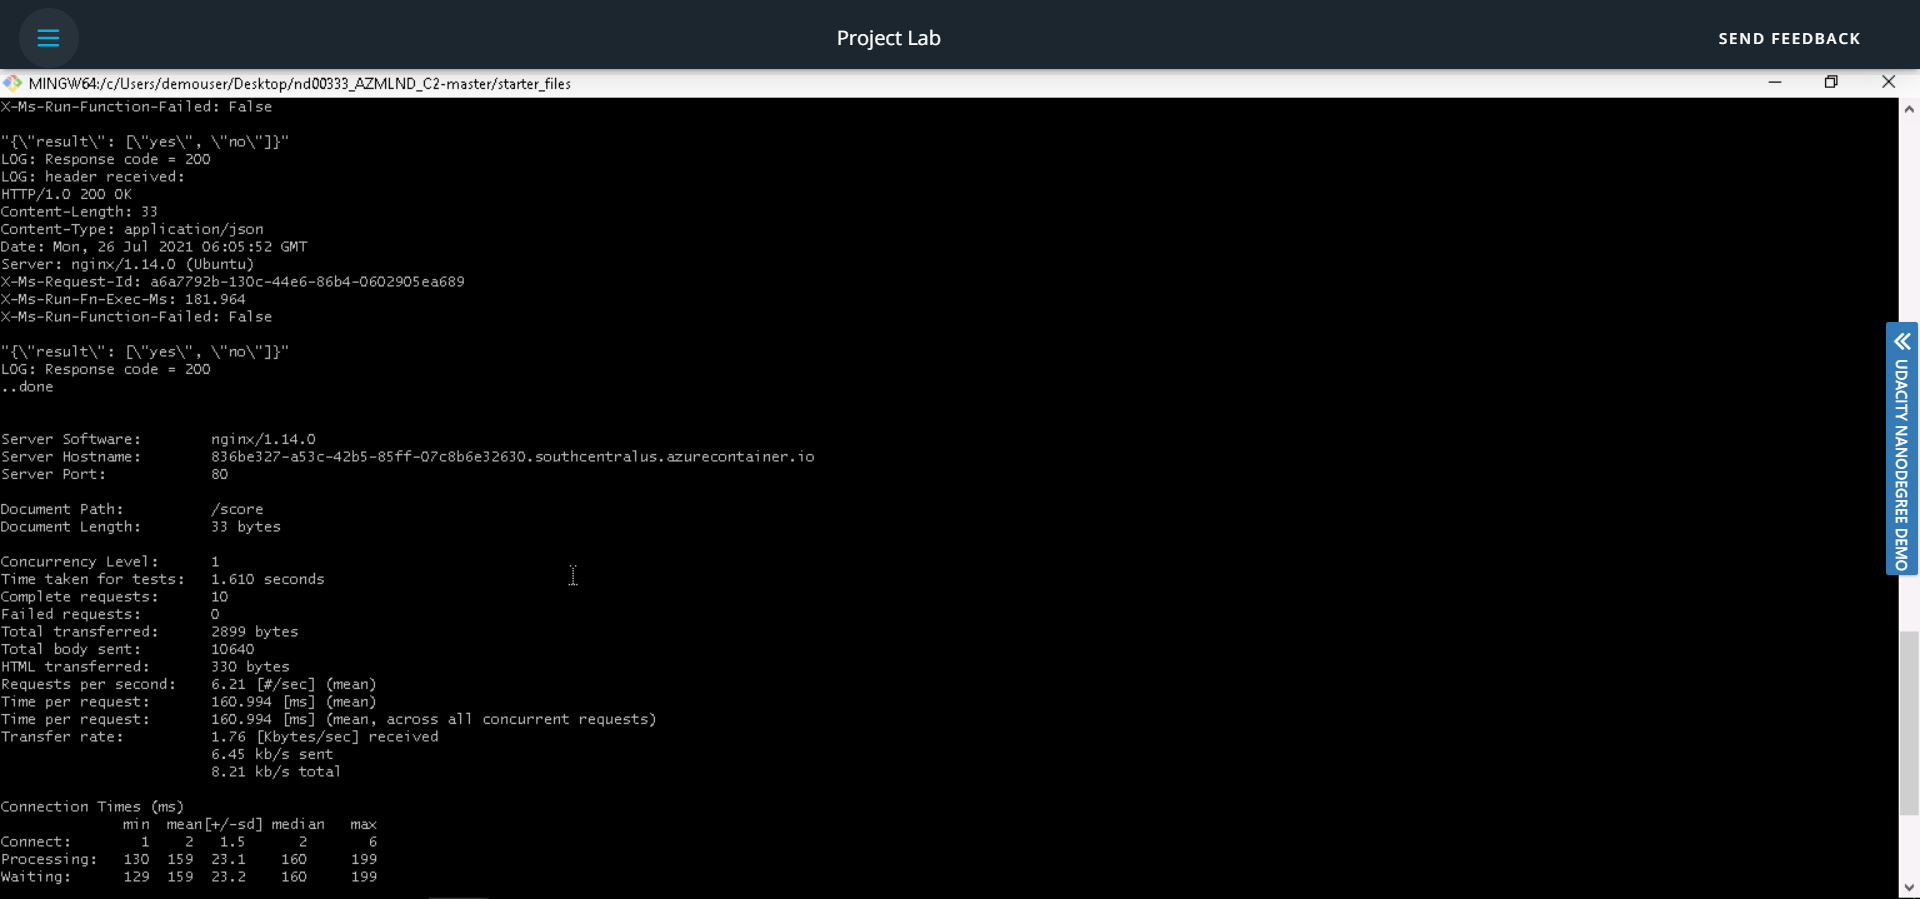 Project Lab
SEND FEEDBACK
MINGW64:/c/Users/demouser/Desktop/nd00333_AZMLND_C2-master/starter_files
X-Ms-Run-Function-Failed: False
"{\"result\": [\"yes\", \"no\"]}"
LOG: Response code = 200
LOG: header received:
HTTP/1.0 200 OK
Content-Length: 33
Content-Type: application/json
Date: Mon, 26 Jul 2021 06:05:52 GMT
Server: nginx/1.14.0 (Ubuntu)
X-Ms-Request-Id: a6a7792b-130c-44e6-86b4-0602905ea689
X-Ms-Run-Fn-Exec-Ms: 181.964
X-Ms-Run-Function-Failed: False
"{\"result\": [\"yes\", \"no\"]}"
LOG: Response code = 200
..done
Server Software:        nginx/1.14.0
Server Hostname:        836be327-a53c-42b5-85ff-07c8b6e32630.southcentralus.azurecontainer.io
Server Port:            80
Document Path:          /score
Document Length:        33 bytes
Concurrency Level:      1
Time taken for tests:   1.610 seconds
Complete requests:      10
Failed requests:        0
Total transferred:      2899 bytes
Total body sent:        10640
HTML transferred:       330 bytes
Requests per second:    6.21 [#/sec] (mean)
Time per request:       160.994 [ms] (mean)
Time per request:       160.994 [ms] (mean, across all concurrent requests)
Transfer rate:          1.76 [Kbytes/sec] received
                        6.45 kb/s sent
                        8.21 kb/s total
Connection Times (ms)
              min  mean[+/-sd] median   max
Connect:        1    2   1.5      2       6
Processing:   130  159  23.1    160     199
Waiting:      129  159  23.2    160     199
UDACITY NANODEGREE DEMO